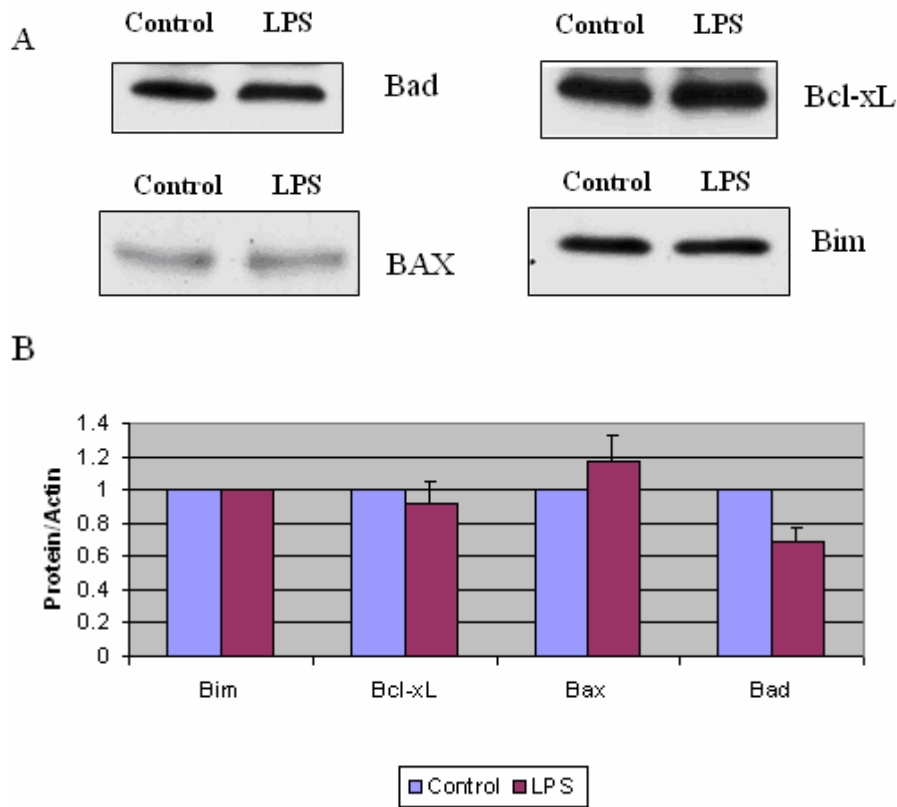 A
Control LPS
Bad
Control LPS
Bcl-xL
Control LPS
BAX
Control LPS
Bim
B
Protein/Actin
1.4
1.2
1
0.8
0.6
0.4
0.2
0
Bim Bcl-xL Bax Bad
Control LPS